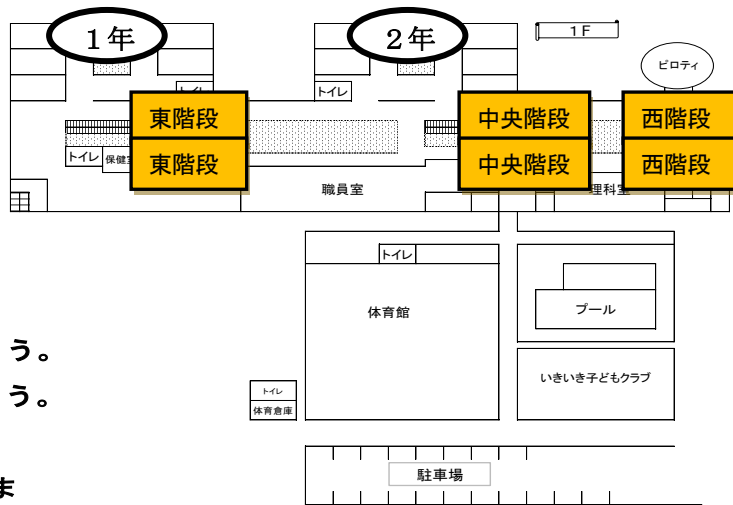 1年
2年
1F
ピロティ
トイレ
トイレ
東階段
中央階段
西階段
東階段
中央階段
西階段
トイレ
保健室
職員室
理科室
トイレ
体育館
プール
う。
いきいき子どもクラブ
う。
トイレ
体育倉庫
駐車場
ま